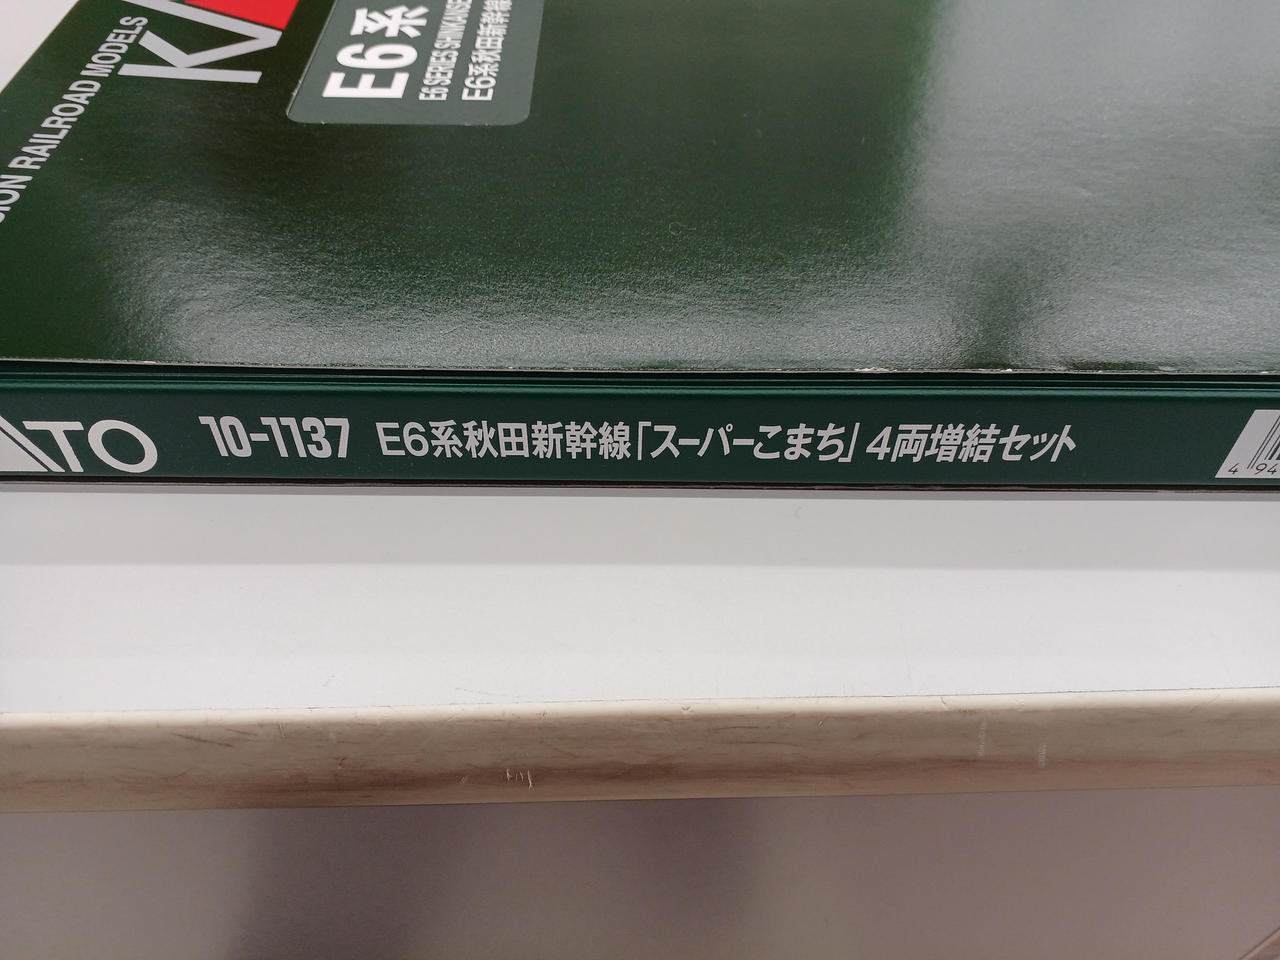 RAILROAD MODELS
E6系
E6 SERIES
E6系秋田新幹線
10-1137 E6系秋田新幹線「スーパーこまち」4両増結セット
4 94